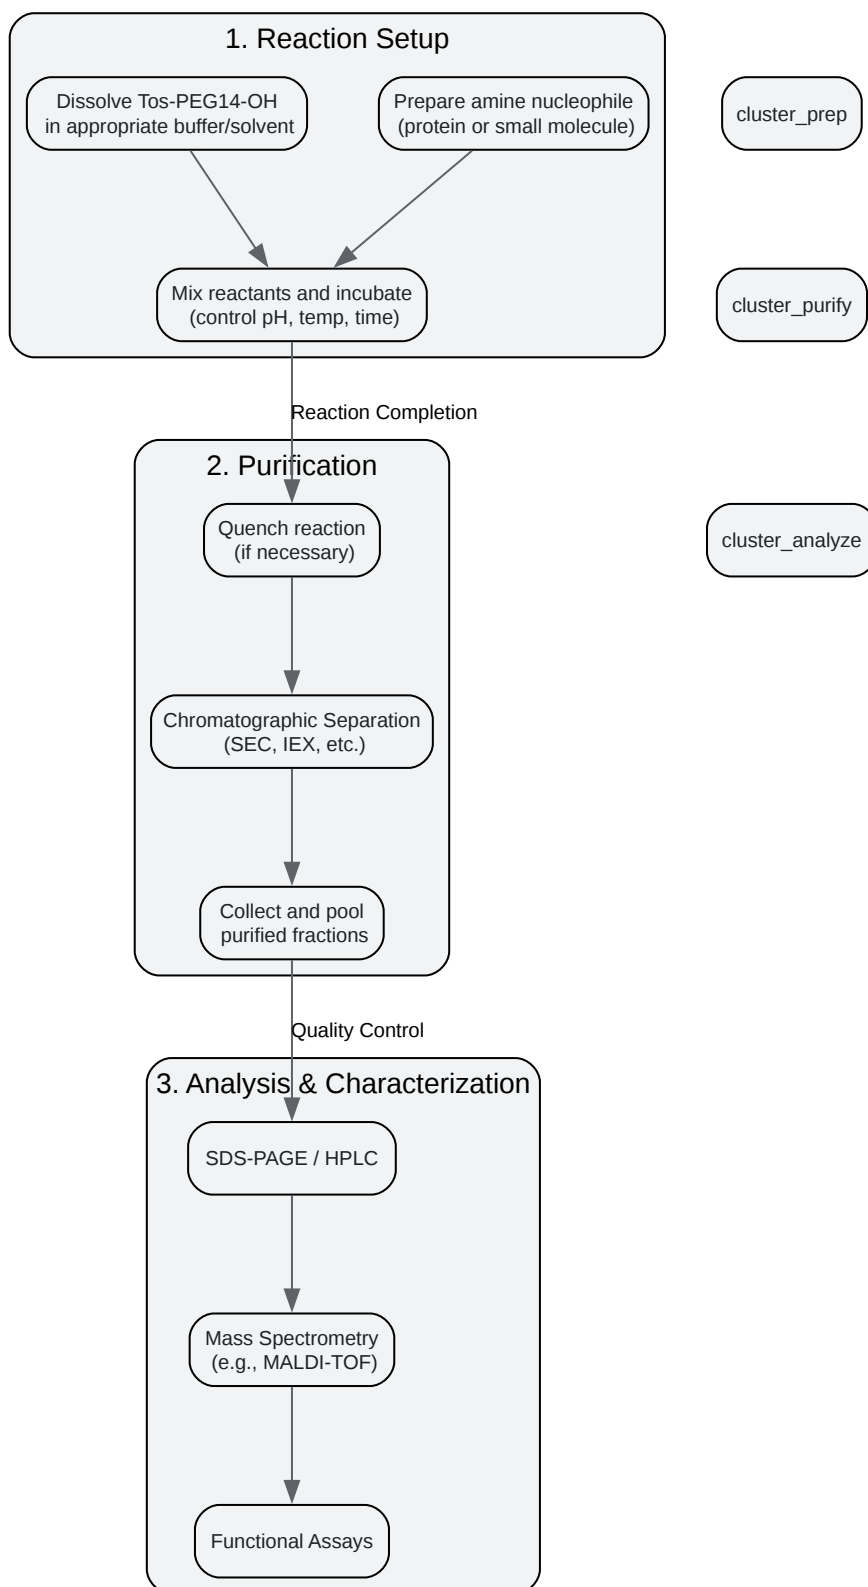 1. Reaction Setup
Dissolve Tos-PEG14-OH
in appropriate buffer/solvent
Prepare amine nucleophile
(protein or small molecule)
cluster_prep
Mix reactants and incubate
(control pH, temp, time)
cluster_purify
Reaction Completion
2. Purification
Quench reaction
(if necessary)
cluster_analyze
Chromatographic Separation
(SEC, IEX, etc.)
Collect and pool
purified fractions
Quality Control
3. Analysis & Characterization
SDS-PAGE / HPLC
Mass Spectrometry
(e.g., MALDI-TOF)
Functional Assays